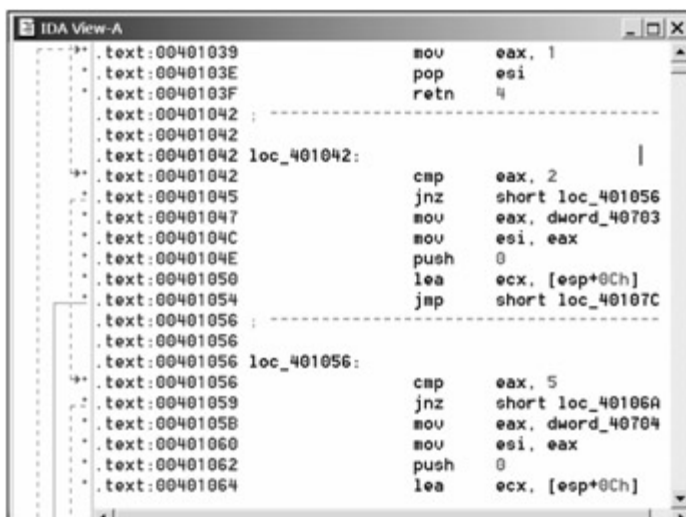 IDA View-A
.text:00401039 mov eax, 1
.text:0040103E pop esi
.text:0040103F retn 4
.text:00401042 ; ---------------------------------------
.text:00401042
.text:00401042 loc_401042:
.text:00401042 cmp eax, 2
.text:00401045 jnz short loc_401056
.text:00401047 mov eax, dword_40703
.text:0040104C mov esi, eax
.text:0040104E push 0
.text:00401050 lea ecx, [esp+0Ch]
.text:00401054 jmp short loc_40107C
.text:00401056 ; ---------------------------------------
.text:00401056
.text:00401056 loc_401056:
.text:00401056 cmp eax, 5
.text:00401059 jnz short loc_40106A
.text:0040105B mov eax, dword_40704
.text:00401060 mov esi, eax
.text:00401062 push 0
.text:00401064 lea ecx, [esp+0Ch]